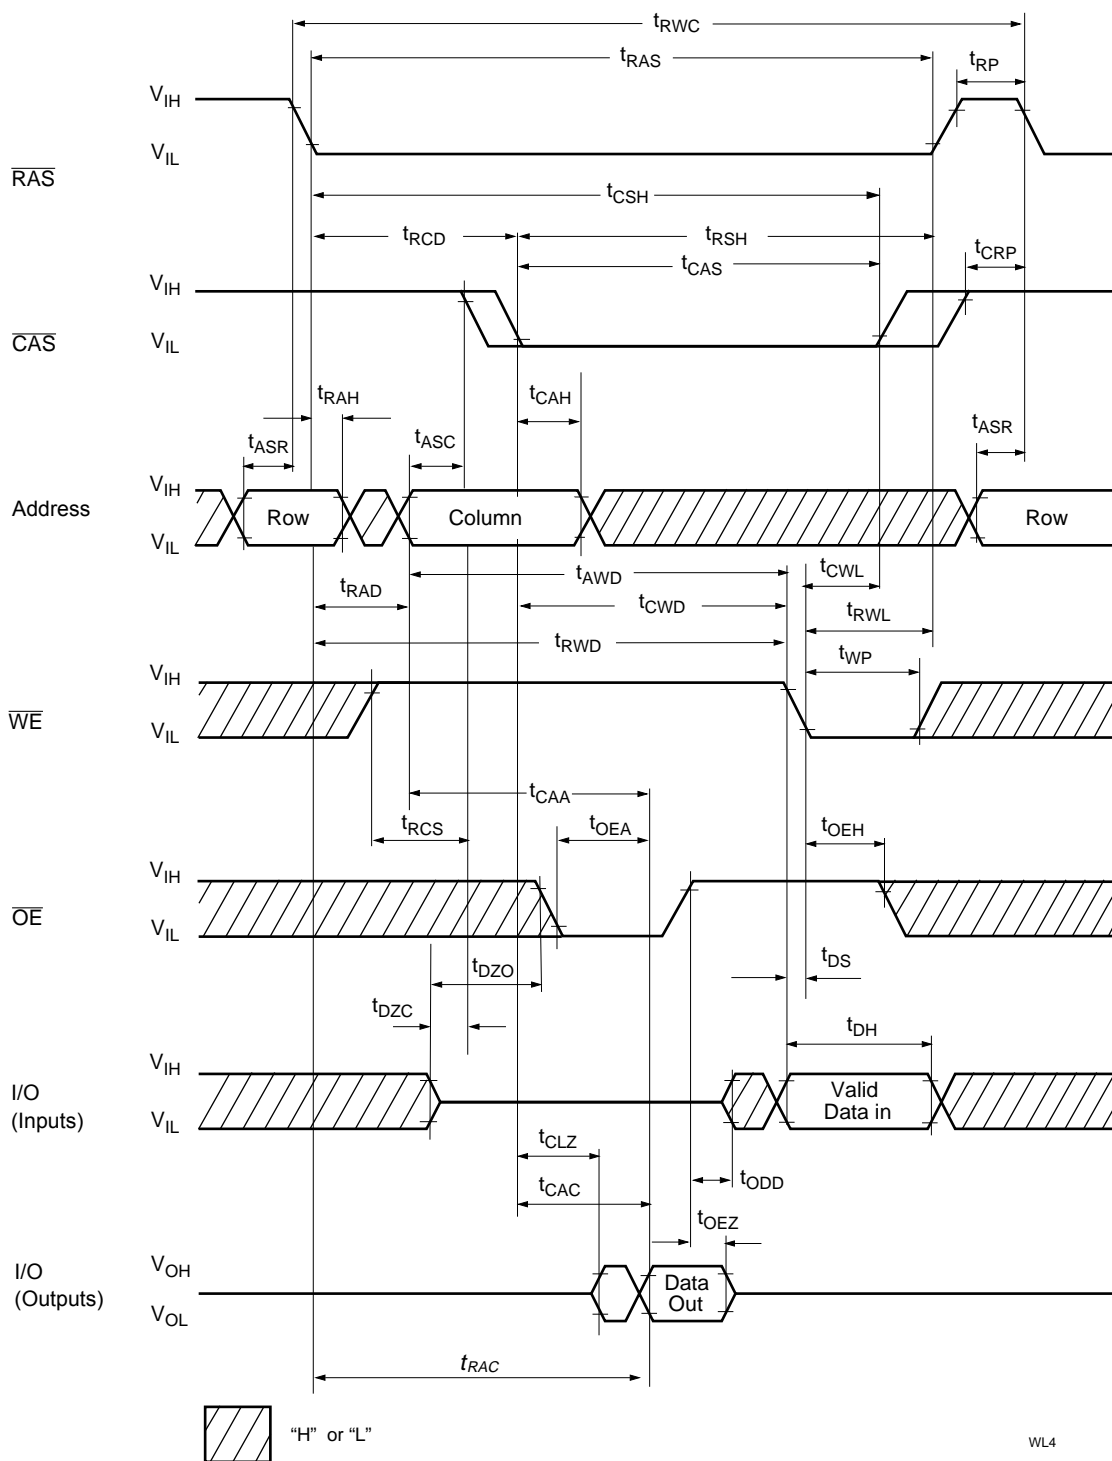 tRWC
tRAS
tRP
VIH
VIL
RAS
tCSH
tRCD
tRSH
tCAS
tCRP
VIH
CAS
VIL
tRAH
tCAH
tASR
tASC
tASR
VIH
Address
Row
Column
Row
VIL
tAWD
tCWL
tRAD
tCWD
tRWL
tRWD
tWP
VIH
WE
VIL
tCAA
tRCS
tOEA
tOEH
VIH
OE
VIL
tDZO
tDS
tDZC
tDH
VIH
I/O
(Inputs)
Valid
Data in
VIL
tCLZ
tODD
tCAC
tOEZ
VOH
I/O
(Outputs)
Data
Out
VOL
tRAC
“H” or “L”
WL4